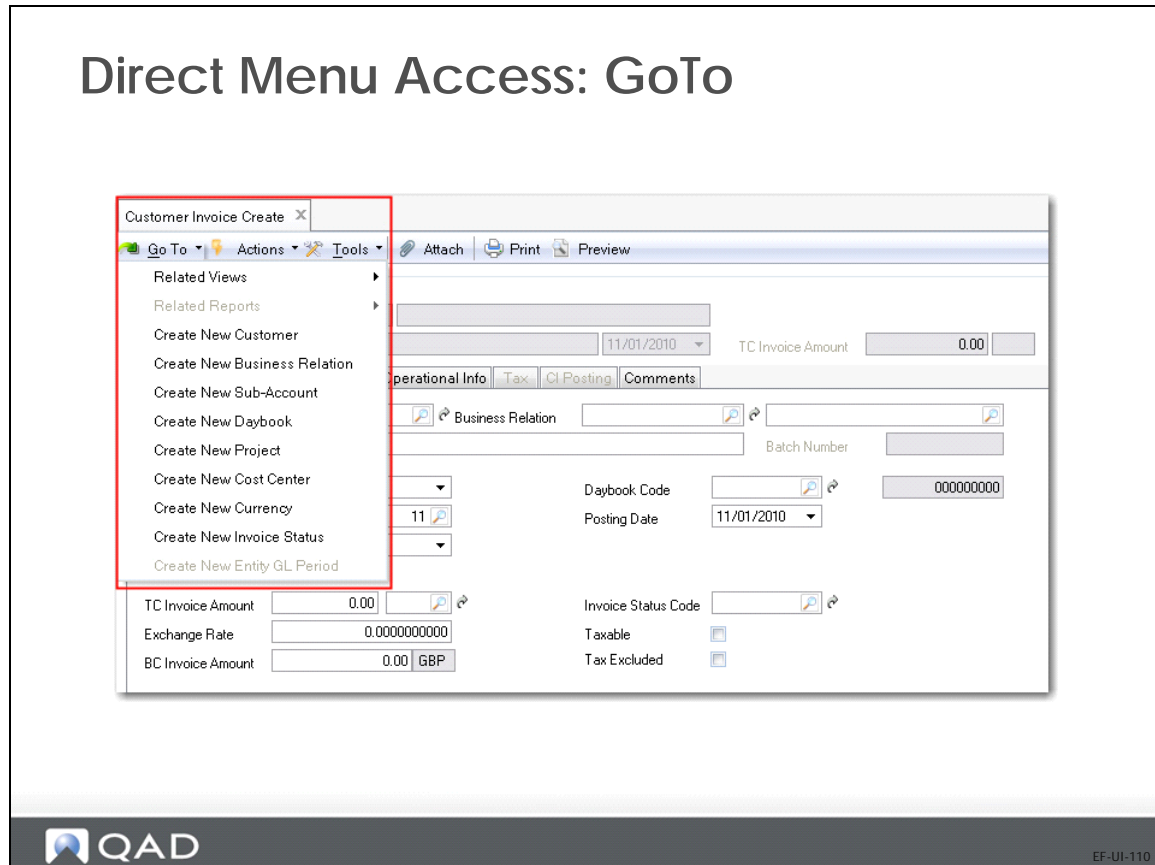 Direct Menu Access: GoTo
Customer Invoice Create X
Go To Actions Tools Attach Print Preview
Related Views
Related Reports
Create New Customer
11/01/2010 TC Invoice Amount 0.00
Create New Business Relation
perational Info Tax CI Posting Comments
Create New Sub-Account
Business Relation
Create New Daybook
Create New Project
Batch Number
Create New Cost Center
Daybook Code 000000000
Create New Currency
11 Posting Date 11/01/2010
Create New Invoice Status
Create New Entity GL Period
TC Invoice Amount 0.00 Invoice Status Code
Exchange Rate 0.0000000000 Taxable
BC Invoice Amount 0.00 GBP Tax Excluded
QAD
EF-UI-110